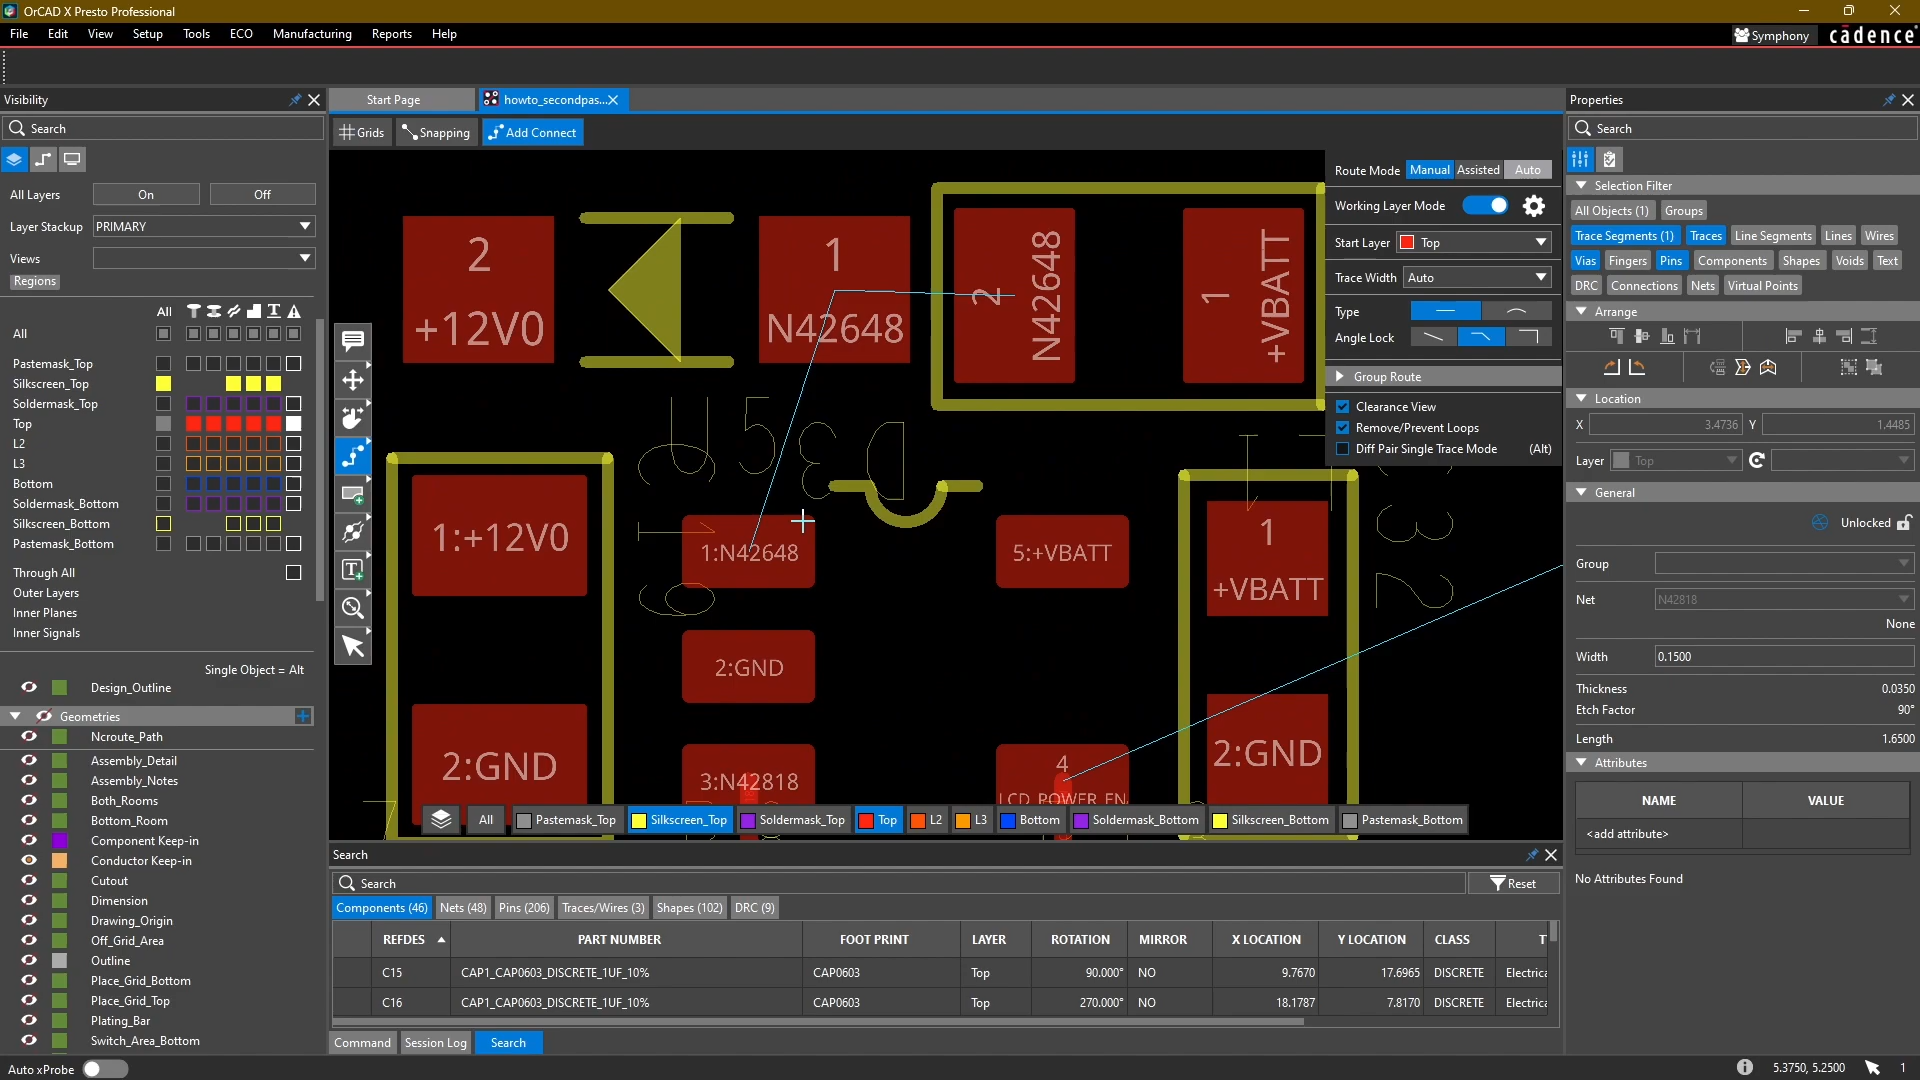 OrCAD X Presto Professional
File Edit View Setup Tools ECO Manufacturing Reports Help
Symphony cādence
Visibility
Search
All Layers On Off
Layer Stackup PRIMARY
Views
Regions
All
All
Pastemask_Top
Silkscreen_Top
Soldermask_Top
Top
L2
L3
Bottom
Soldermask_Bottom
Silkscreen_Bottom
Pastemask_Bottom
Through All
Outer Layers
Inner Planes
Inner Signals
Single Object = Alt
Design_Outline
Geometries
Ncroute_Path
Assembly_Detail
Assembly_Notes
Both_Rooms
Bottom_Room
Component Keep-in
Conductor Keep-in
Cutout
Dimension
Drawing_Origin
Off_Grid_Area
Outline
Place_Grid_Bottom
Place_Grid_Top
Plating_Bar
Switch_Area_Bottom
Auto xProbe
Start Page howto_secondpas...
Grids Snapping Add Connect
2
+12V0
1
N42648
2
N42648
1
+VBATT
1:+12V0
2:GND
1:N42648
2:GND
3:N42818
5:+VBATT
4
LCD_POWER_EN
1
+VBATT
2:GND
Route Mode Manual Assisted Auto
Working Layer Mode
Start Layer Top
Trace Width Auto
Type
Angle Lock
Group Route
Clearance View
Remove/Prevent Loops
Diff Pair Single Trace Mode (Alt)
All Pastemask_Top Silkscreen_Top Soldermask_Top Top L2 L3 Bottom Soldermask_Bottom Silkscreen_Bottom Pastemask_Bottom
Search
Search Reset
Components (46) Nets (48) Pins (206) Traces/Wires (3) Shapes (102) DRC (9)
REFDES PART NUMBER FOOT PRINT LAYER ROTATION MIRROR X LOCATION Y LOCATION CLASS T
C15 CAP1_CAP0603_DISCRETE_1UF_10% CAP0603 Top 90.000° NO 9.7670 17.6965 DISCRETE Electrica
C16 CAP1_CAP0603_DISCRETE_1UF_10% CAP0603 Top 270.000° NO 18.1787 7.8170 DISCRETE Electrica
Command Session Log Search
Properties
Search
Selection Filter
All Objects (1) Groups
Trace Segments (1) Traces Line Segments Lines Wires
Vias Fingers Pins Components Shapes Voids Text
DRC Connections Nets Virtual Points
Arrange
Location
X 3.4736 Y 1.4485
Layer Top
General
Unlocked
Group
Net N42818
None
Width 0.1500
Thickness 0.0350
Etch Factor 90°
Length 1.6500
Attributes
NAME VALUE
<add attribute>
No Attributes Found
5.3750, 5.2500 1